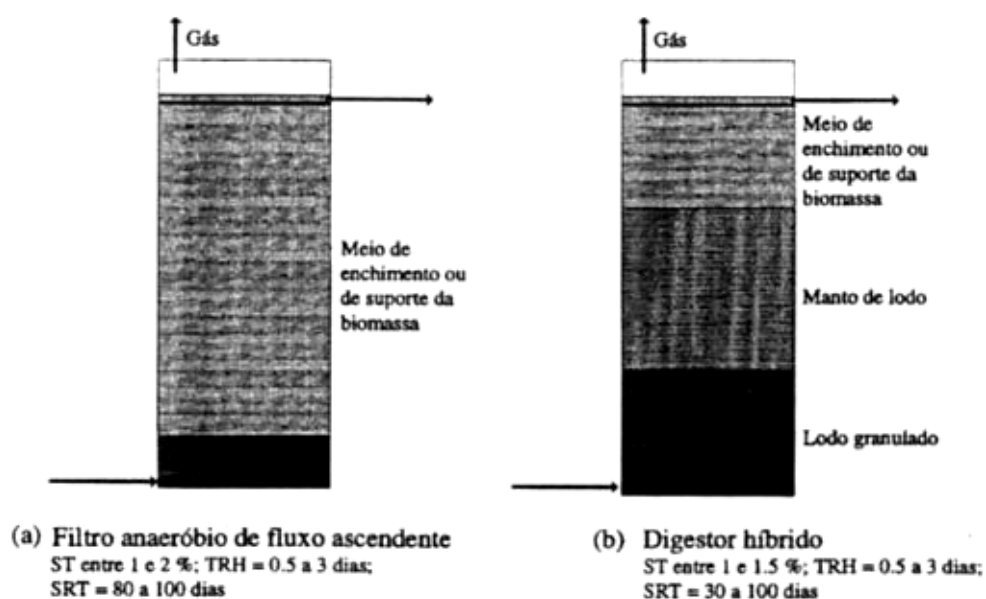 Gás
Meio de
enchimento ou
de suporte da
biomassa
(a) Filtro anaeróbio de fluxo ascendente
ST entre 1 e 2 %; TRH = 0.5 a 3 dias;
SRT = 80 a 100 dias
Gás
Meio de
enchimento ou
de suporte da
biomassa
Manto de lodo
Lodo granulado
(b) Digestor híbrido
ST entre 1 e 1.5 %; TRH = 0.5 a 3 dias;
SRT = 30 a 100 dias